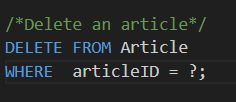 /*Delete an article*/
DELETE FROM Article
WHERE  articleID = ?;